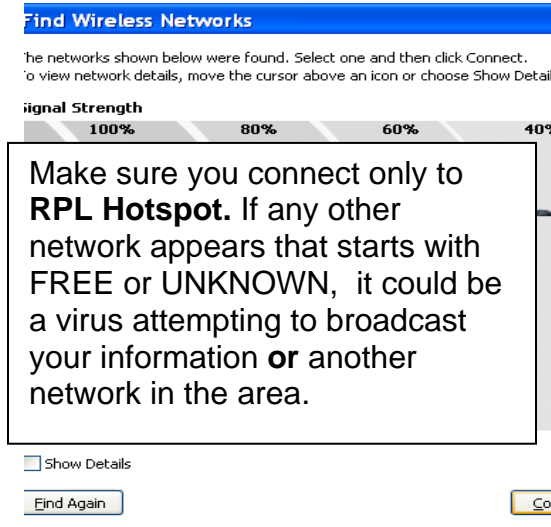 Find Wireless Networks
he networks shown below were found. Select one and then click Connect.
o view network details, move the cursor above an icon or choose Show Detail
ignal Strength
100% 80% 60% 40%
Make sure you connect only to
RPL Hotspot. If any other
network appears that starts with
FREE or UNKNOWN, it could be
a virus attempting to broadcast
your information or another
network in the area.
Show Details
Find Again Co